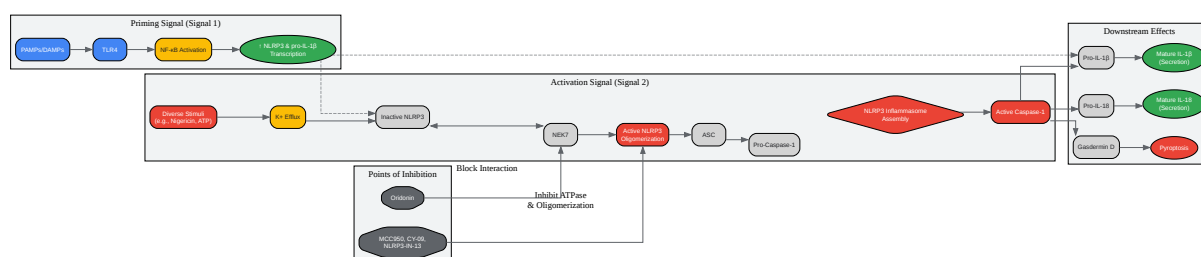 Priming Signal (Signal 1)
PAMPs/DAMPs
TLR4
NF-κB Activation
↑ NLRP3 & pro-IL-1β
Transcription
Activation Signal (Signal 2)
Diverse Stimuli
(e.g., Nigericin, ATP)
K+ Efflux
Inactive NLRP3
NEK7
Active NLRP3
Oligomerization
ASC
Pro-Caspase-1
NLRP3 Inflammasome
Assembly
Active Caspase-1
Downstream Effects
Pro-IL-1β
Mature IL-1β
(Secretion)
Pro-IL-18
Mature IL-18
(Secretion)
Gasdermin D
Pyroptosis
Points of Inhibition
Block Interaction
Oridonin
Inhibit ATPase
& Oligomerization
MCC950, CY-09,
NLRP3-IN-13